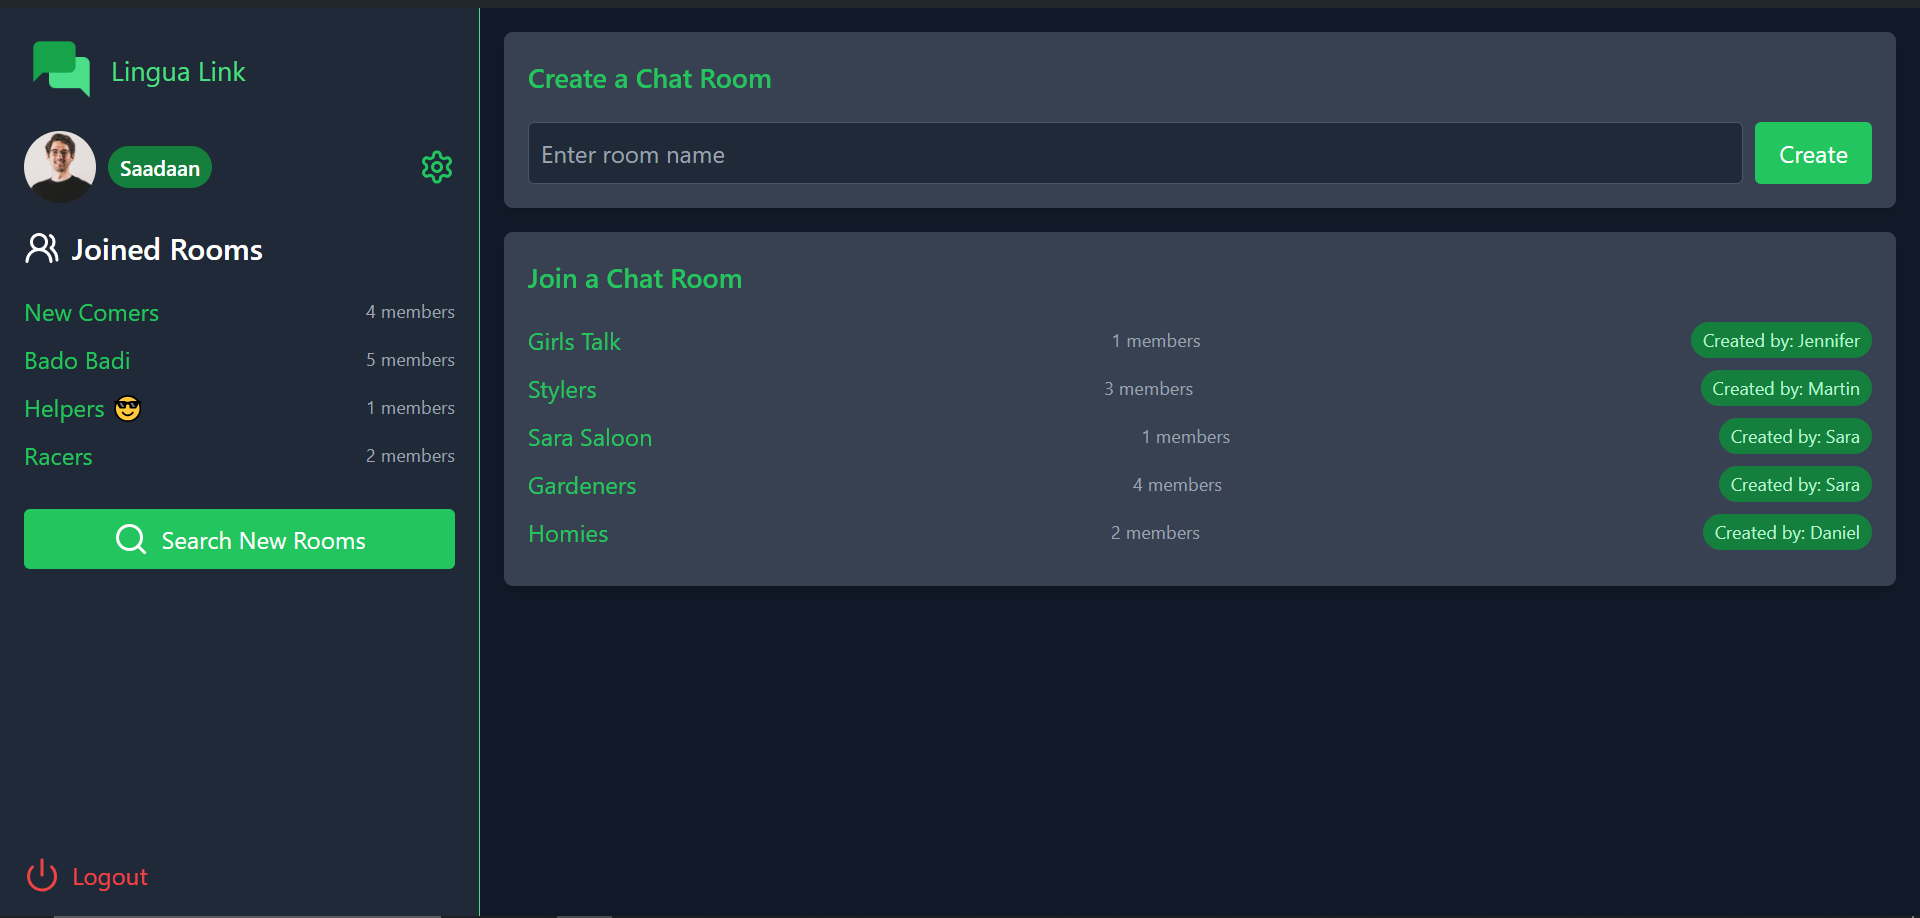 Lingua Link
Saadaan
Joined Rooms
New Comers 4 members
Bado Badi 5 members
Helpers 😎 1 members
Racers 2 members
Search New Rooms
Logout
Create a Chat Room
Enter room name
Create
Join a Chat Room
Girls Talk 1 members Created by: Jennifer
Stylers 3 members Created by: Martin
Sara Saloon 1 members Created by: Sara
Gardeners 4 members Created by: Sara
Homies 2 members Created by: Daniel